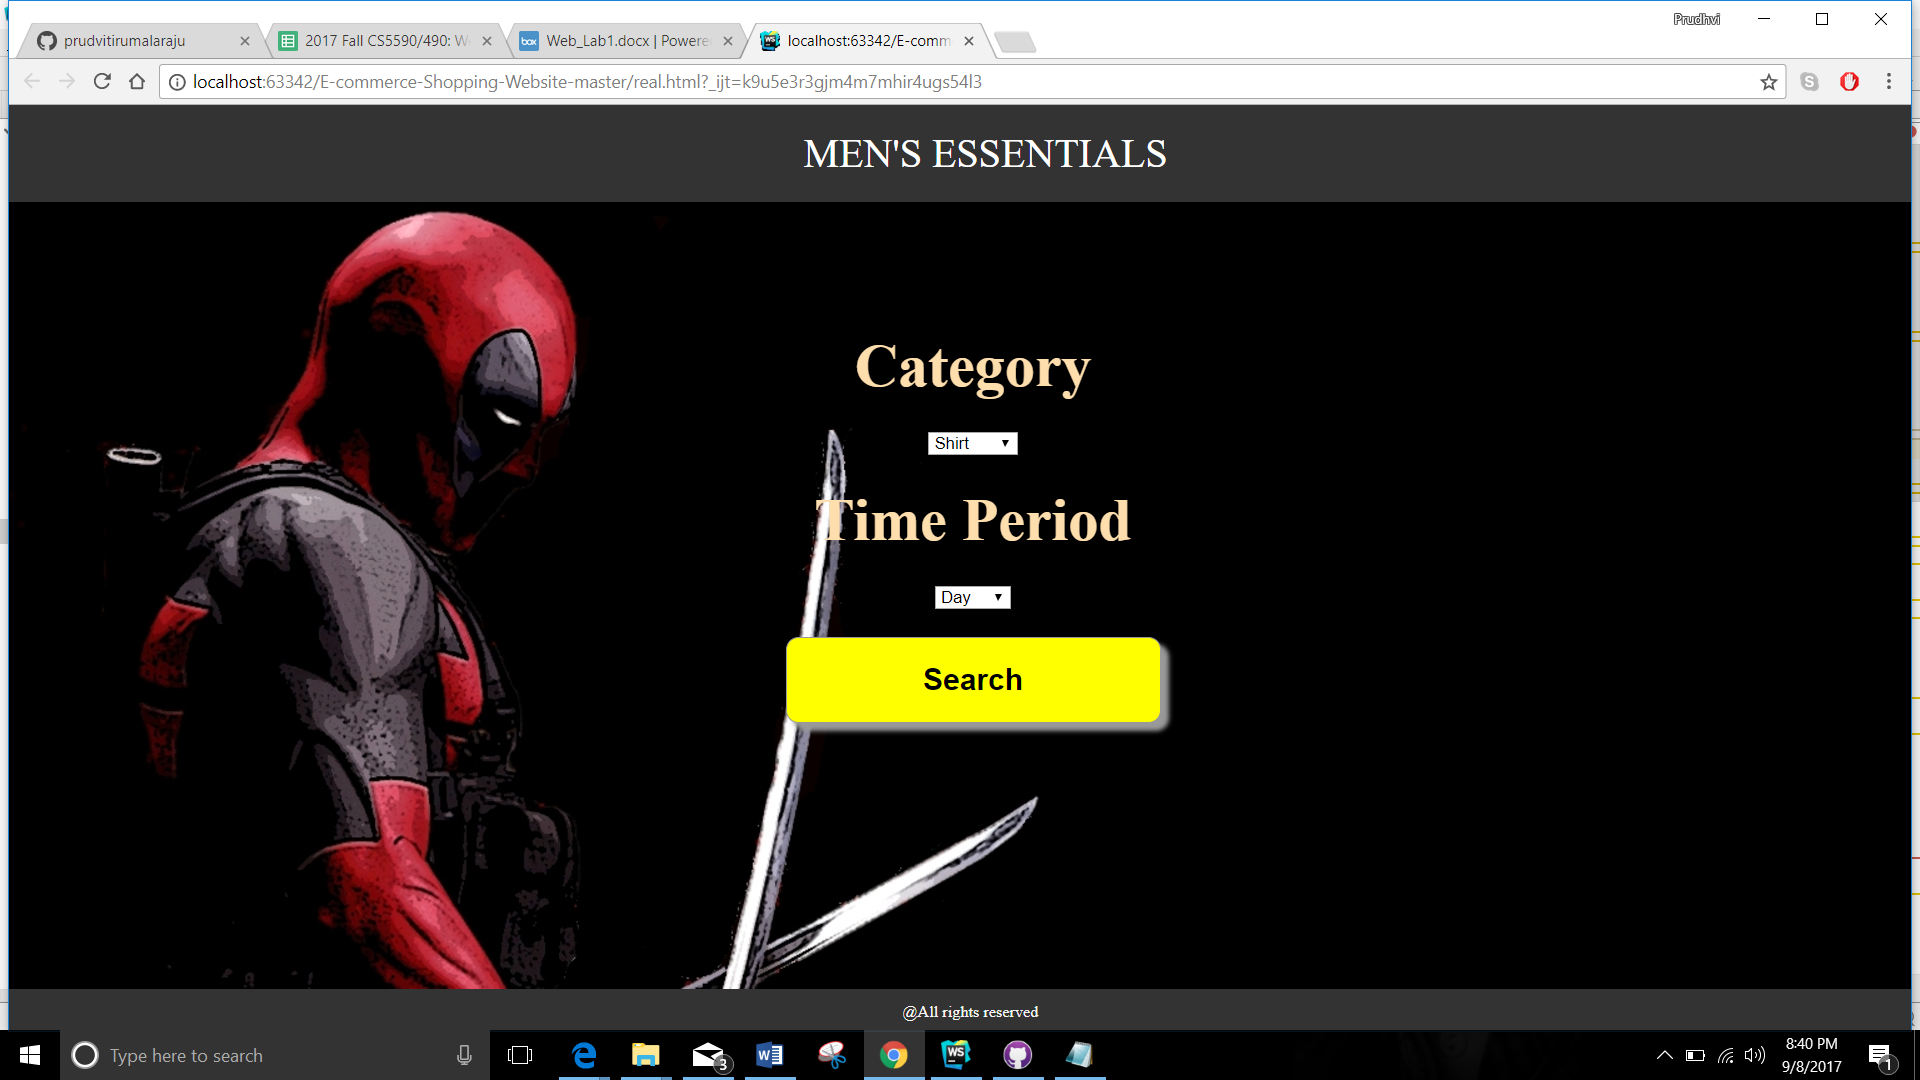 Prudhvi
prudvitirumalaraju
2017 Fall CS5590/490: W
Web_Lab1.docx | Powere
localhost:63342/E-comm
localhost:63342/E-commerce-Shopping-Website-master/real.html?_ijt=k9u5e3r3gjm4m7mhir4ugs54l3
MEN'S ESSENTIALS
Category
Shirt
Time Period
Day
Search
@All rights reserved
Type here to search
3
W
WS
8:40 PM
9/8/2017
1